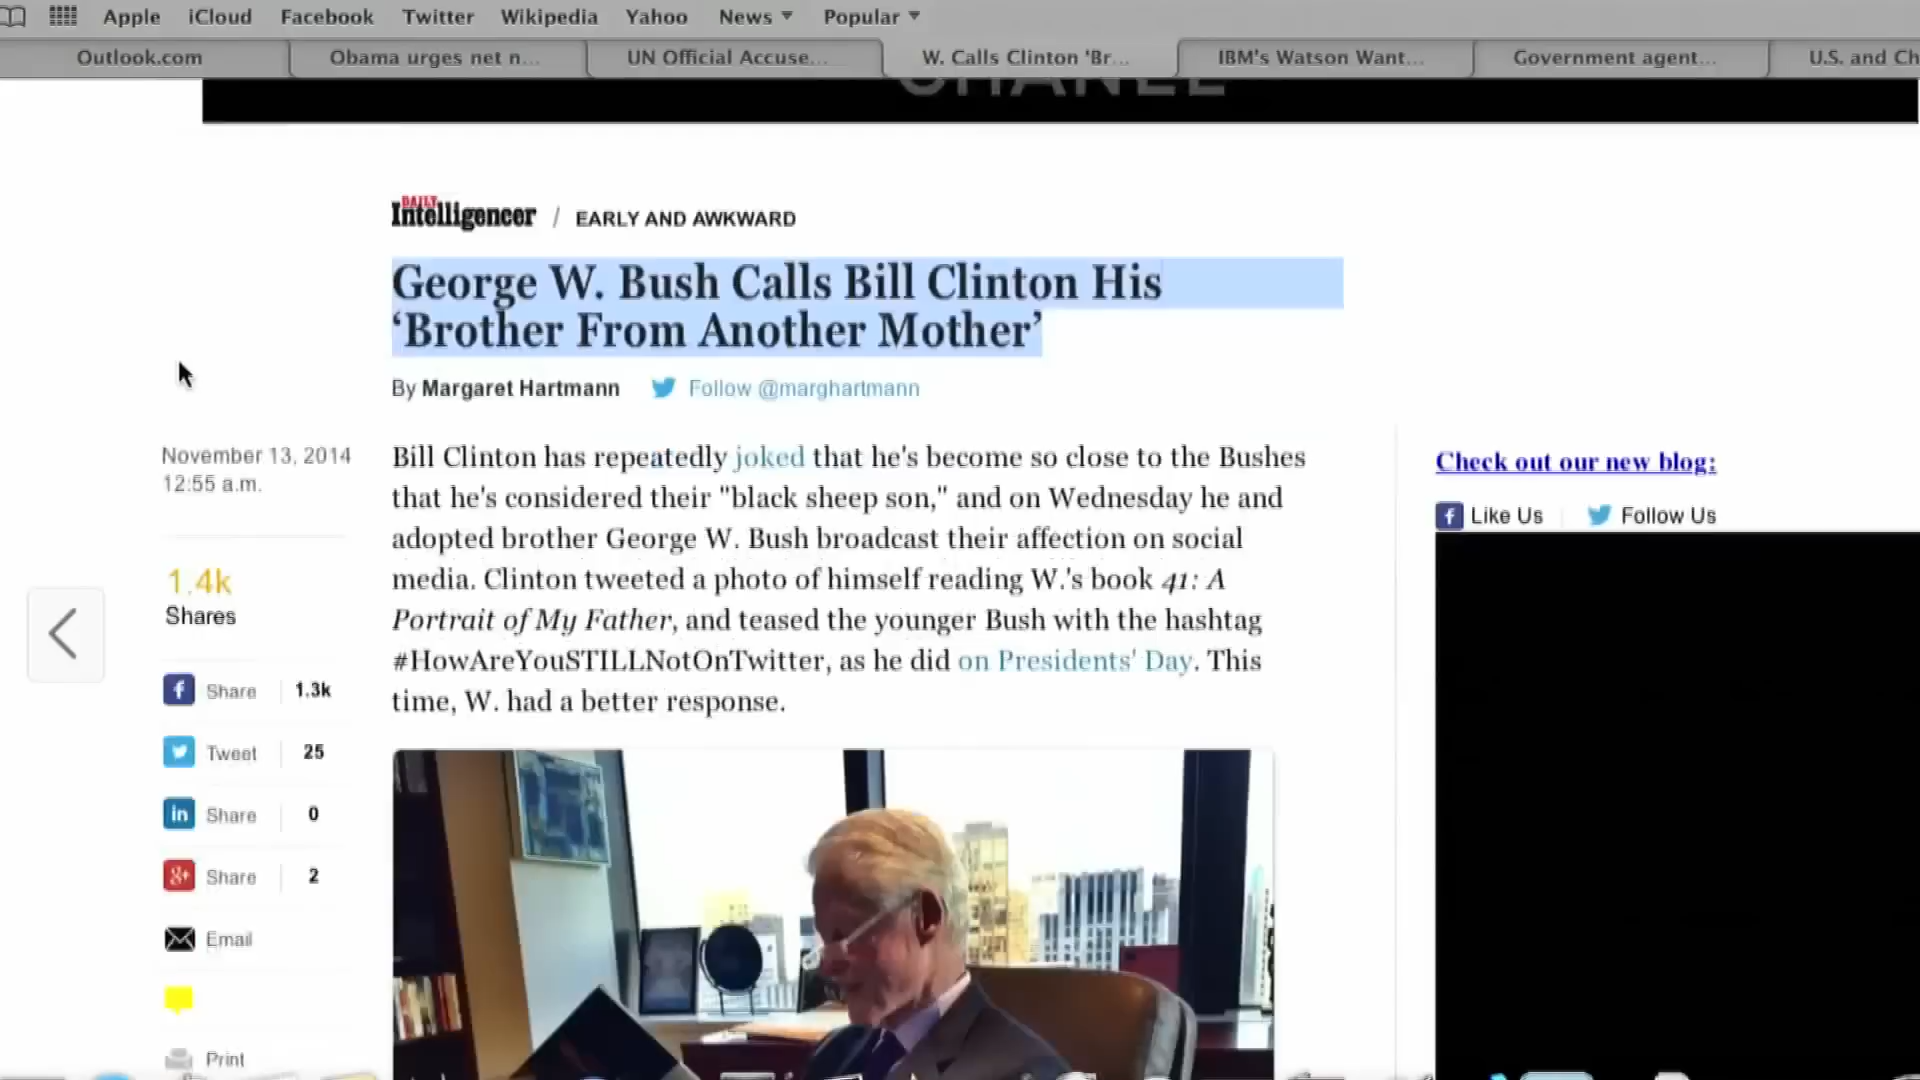 Apple iCloud Facebook Twitter Wikipedia Yahoo News Popular
Outlook.com Obama urges net n... UN Official Accuse... W. Calls Clinton 'Br... IBM's Watson Want... Government agent... U.S. and Ch
CHANEL
DAILY
Intelligencer / EARLY AND AWKWARD
George W. Bush Calls Bill Clinton His
‘Brother From Another Mother’
By Margaret Hartmann Follow @marghartmann
November 13, 2014
12:55 a.m.
1.4k
Shares
f Share 1.3k
Tweet 25
in Share 0
g+ Share 2
Email
Print
Bill Clinton has repeatedly joked that he's become so close to the Bushes
that he's considered their "black sheep son," and on Wednesday he and
adopted brother George W. Bush broadcast their affection on social
media. Clinton tweeted a photo of himself reading W.'s book 41: A
Portrait of My Father, and teased the younger Bush with the hashtag
#HowAreYouSTILLNotOnTwitter, as he did on Presidents' Day. This
time, W. had a better response.
Check out our new blog:
f Like Us Follow Us